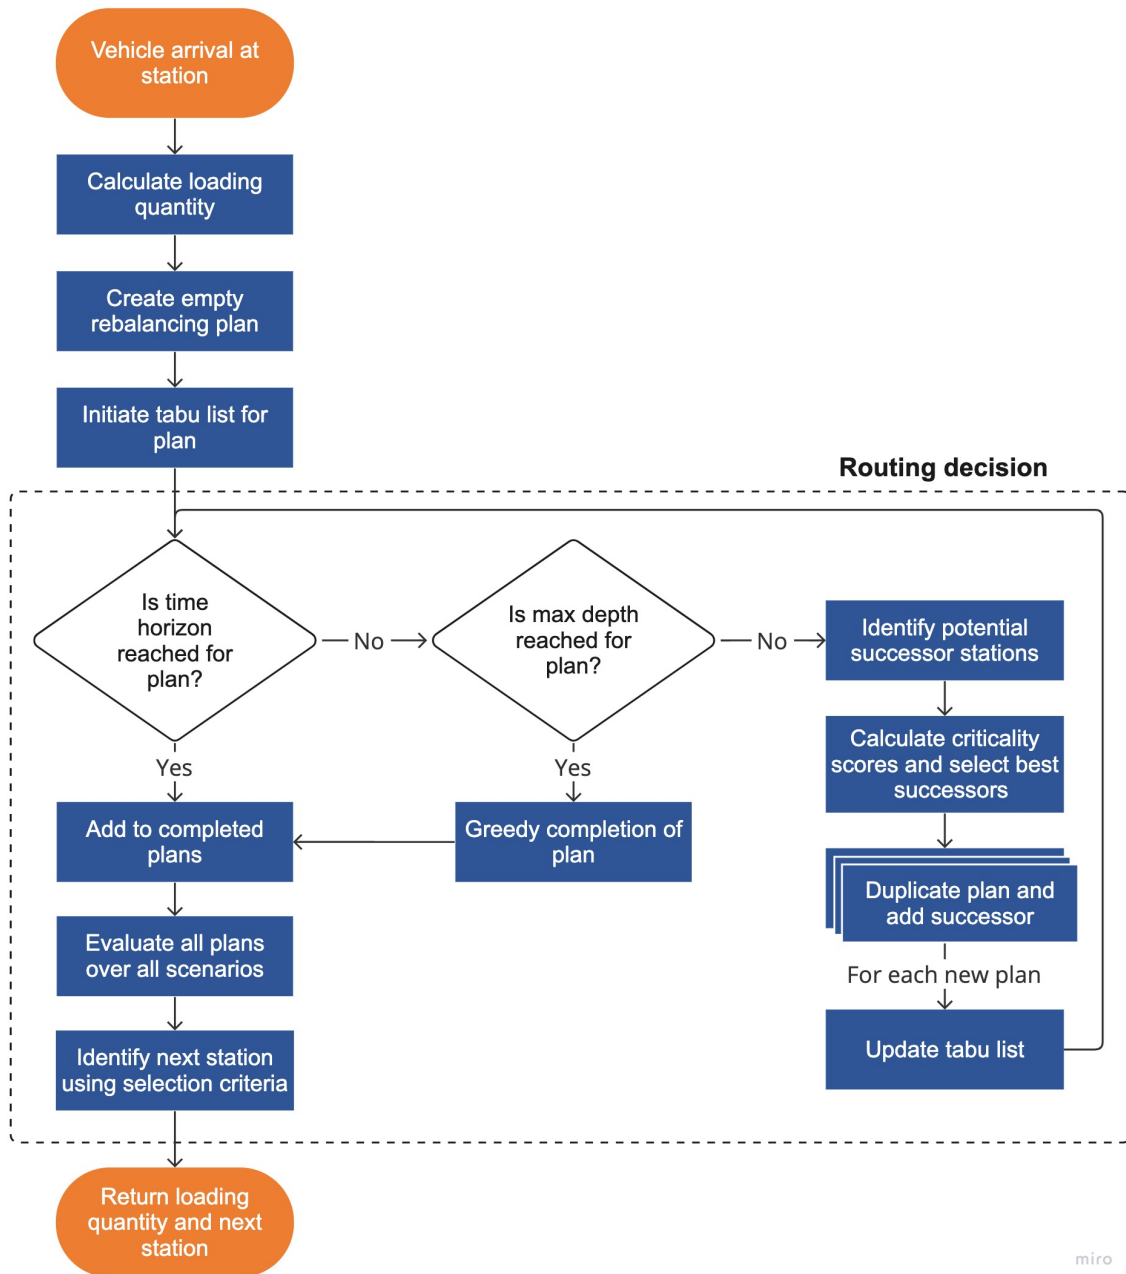 Vehicle arrival at
station
Calculate loading
quantity
Create empty
rebalancing plan
Initiate tabu list for
plan
Routing decision
Is time
horizon
reached for
plan?
No
Is max depth
reached for
plan?
No
Identify potential
successor stations
Calculate criticality
scores and select best
successors
Yes
Yes
Add to completed
plans
Greedy completion of
plan
Duplicate plan and
add successor
Evaluate all plans
over all scenarios
For each new plan
Identify next station
using selection criteria
Update tabu list
Return loading
quantity and next
station
miro